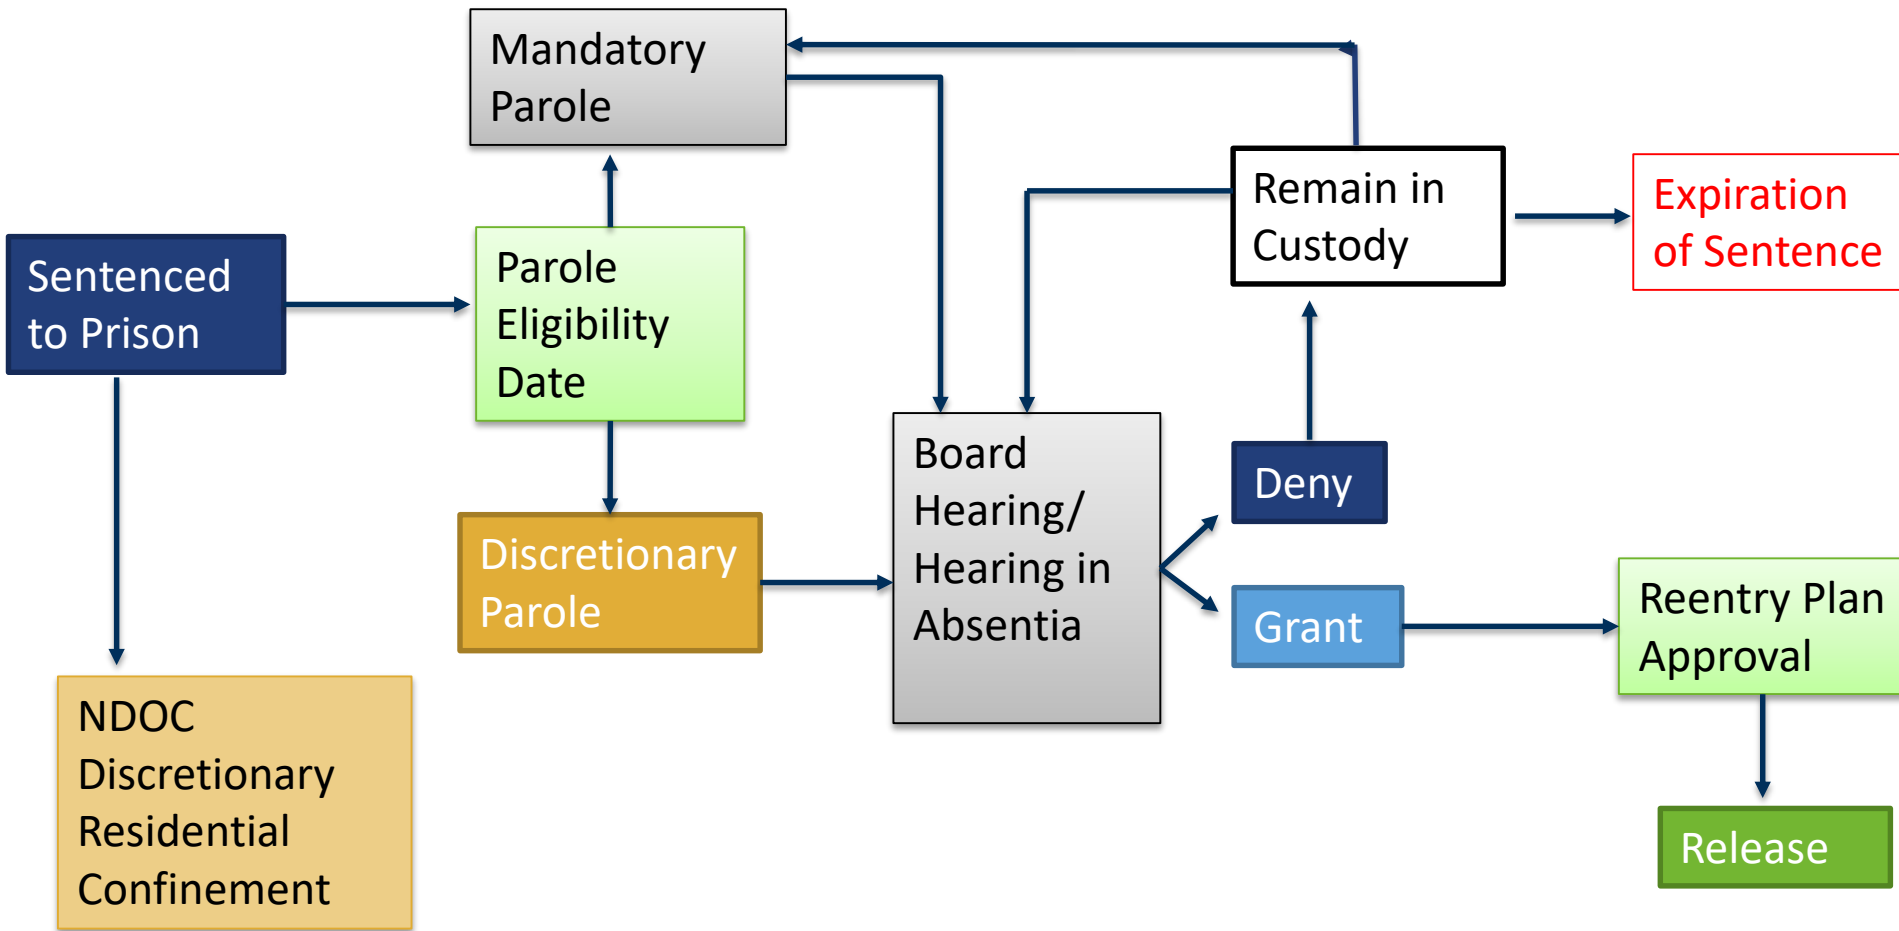 Mandatory
Parole
Remain in
Custody
Expiration
of Sentence
Sentenced
to Prison
Parole
Eligibility
Date
Board
Hearing/
Hearing in
Absentia
Deny
Discretionary
Parole
Grant
Reentry Plan
Approval
NDOC
Discretionary
Residential
Confinement
Release